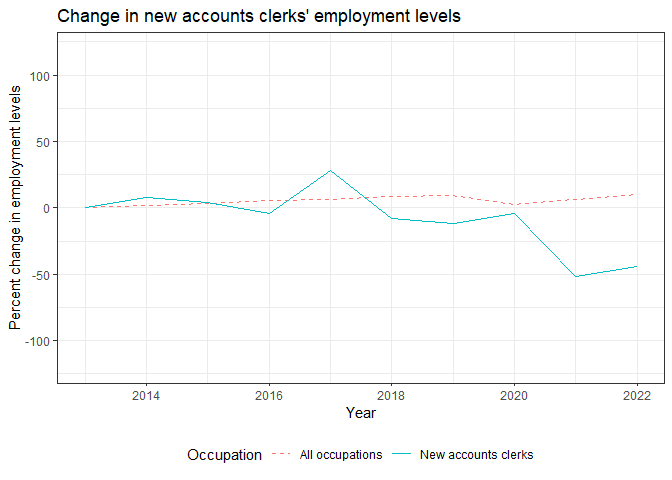 Change in new accounts clerks' employment levels
Percent change in employment levels
100
50
0
-50
-100
2014 2016 2018 2020 2022
Year
Occupation All occupations New accounts clerks